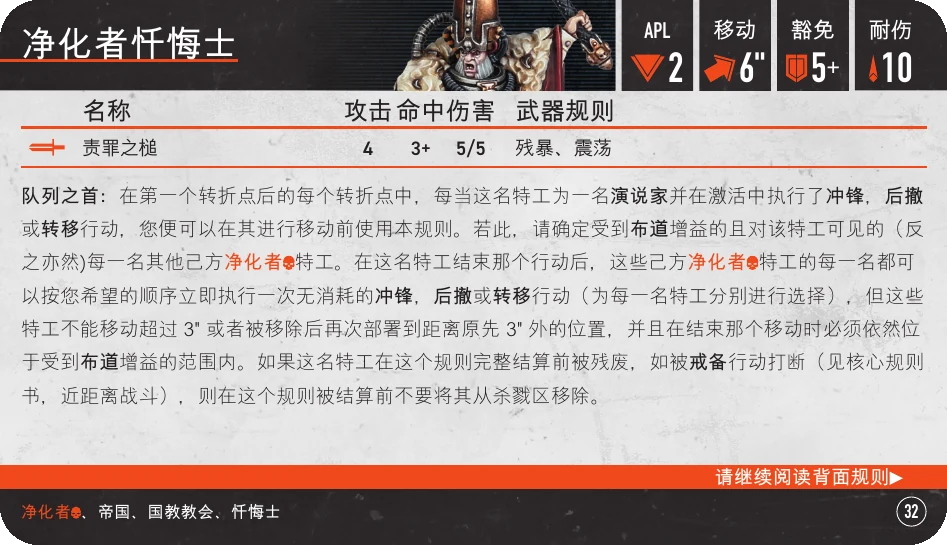 净化者忏悔士
APL 移动 豁免 耐伤
2 6" 5+ 10
名称 攻击 命中 伤害 武器规则
责罪之槌 4 3+ 5/5 残暴、震荡
队列之首：在第一个转折点后的每个转折点中，每当这名特工为一名演说家并在激活中执行了冲锋，后撤
或转移行动，您便可以在其进行移动前使用本规则。若此，请确定受到布道增益的且对该特工可见的（反
之亦然)每一名其他己方净化者特工。在这名特工结束那个行动后，这些己方净化者特工的每一名都可
以按您希望的顺序立即执行一次无消耗的冲锋，后撤或转移行动（为每一名特工分别进行选择），但这些
特工不能移动超过 3" 或者被移除后再次部署到距离原先 3" 外的位置，并且在结束那个移动时必须依然位
于受到布道增益的范围内。如果这名特工在这个规则完整结算前被残废，如被戒备行动打断（见核心规则
书，近距离战斗），则在这个规则被结算前不要将其从杀戮区移除。
请继续阅读背面规则▶
净化者、帝国、国教教会、忏悔士
32